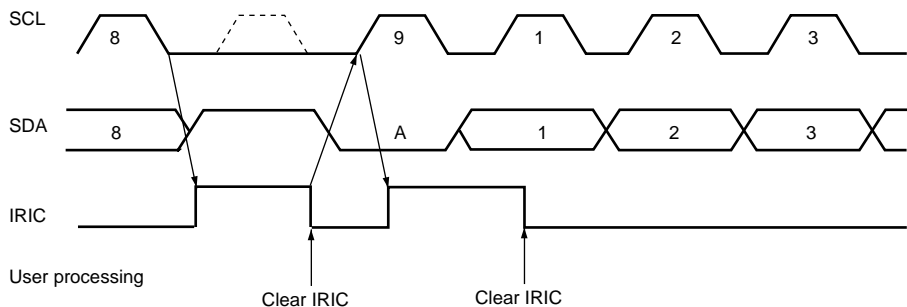 SCL
8 9 1 2 3
SDA
8 A 1 2 3
IRIC
User processing
Clear IRIC Clear IRIC